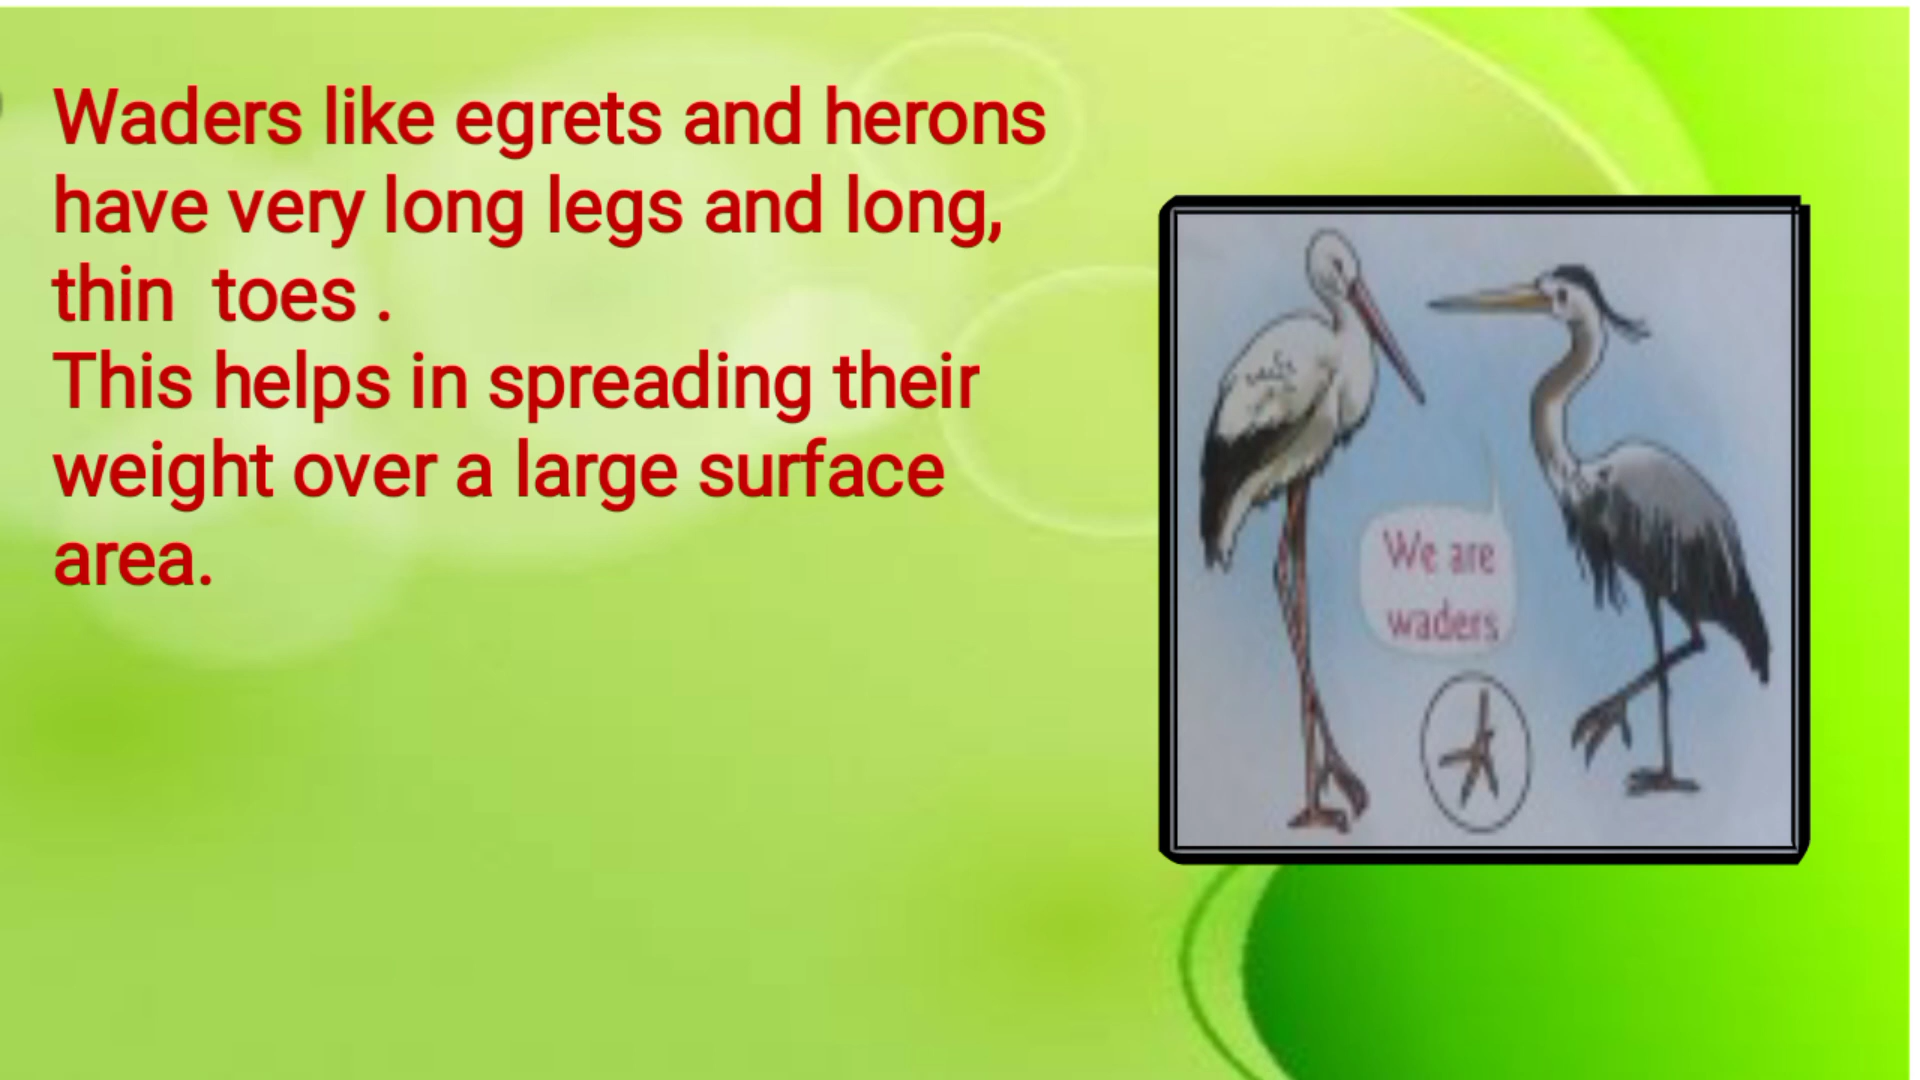 Waders like egrets and herons
have very long legs and long,
thin  toes .
This helps in spreading their
weight over a large surface
area.
We are
waders